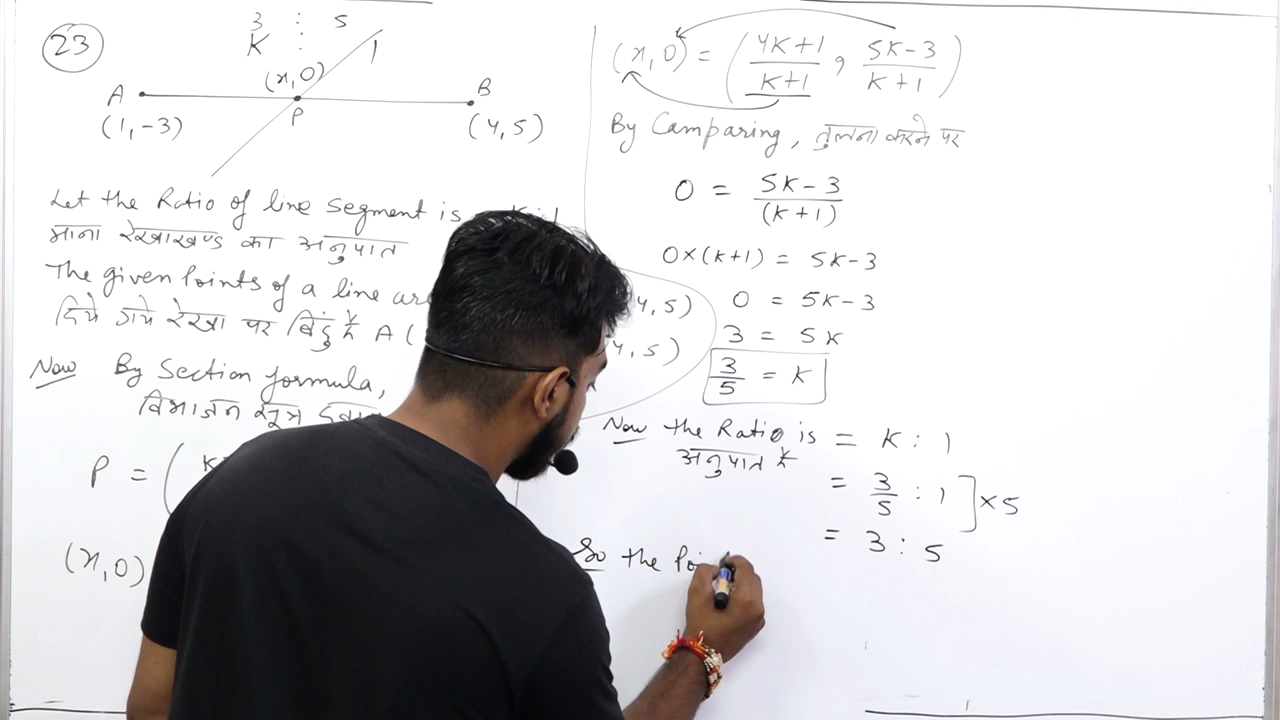 23
3 : 5
K : 1
(x, 0)
A B
P
(1, -3) (4, 5)
Let the Ratio of line segment is
माना रेखाखण्ड का अनुपात
The given Points of a line are
दिये गये रेखा पर बिंदु है A (
4, 5)
4, 5)
Now By Section formula,
विभाजन सूत्र
P = (
(x, 0)
(x, 0) = ( 4K+1 / K+1 , 5K-3 / K+1 )
By Camparing, तुलना करने पर
0 = 5K-3 / (K+1)
0×(K+1) = 5K-3
0 = 5K-3
3 = 5K
3/5 = K
Now the Ratio is = K : 1
अनुपात है
= 3/5 : 1 ] ×5
= 3 : 5
So the Poi